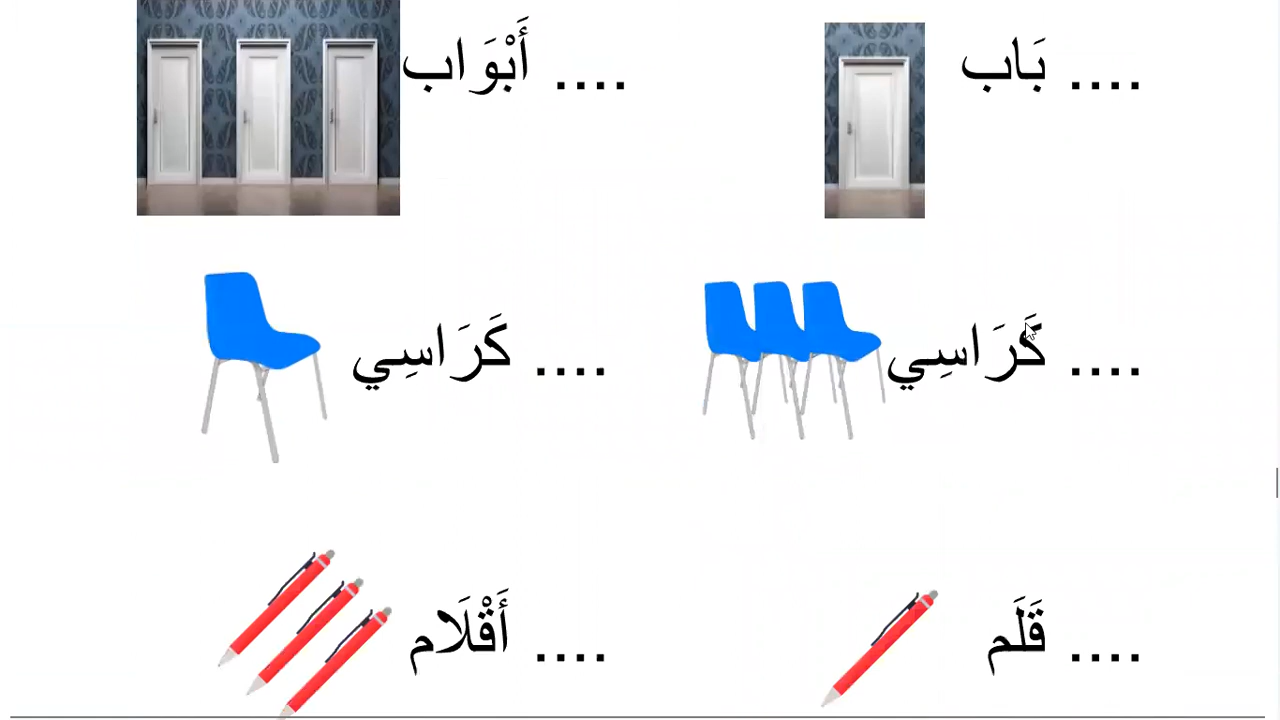 .... بَاب
.... أَبْوَاب
.... كَرَاسِي
.... كَرَاسِي
.... قَلَم
.... أَقْلَام